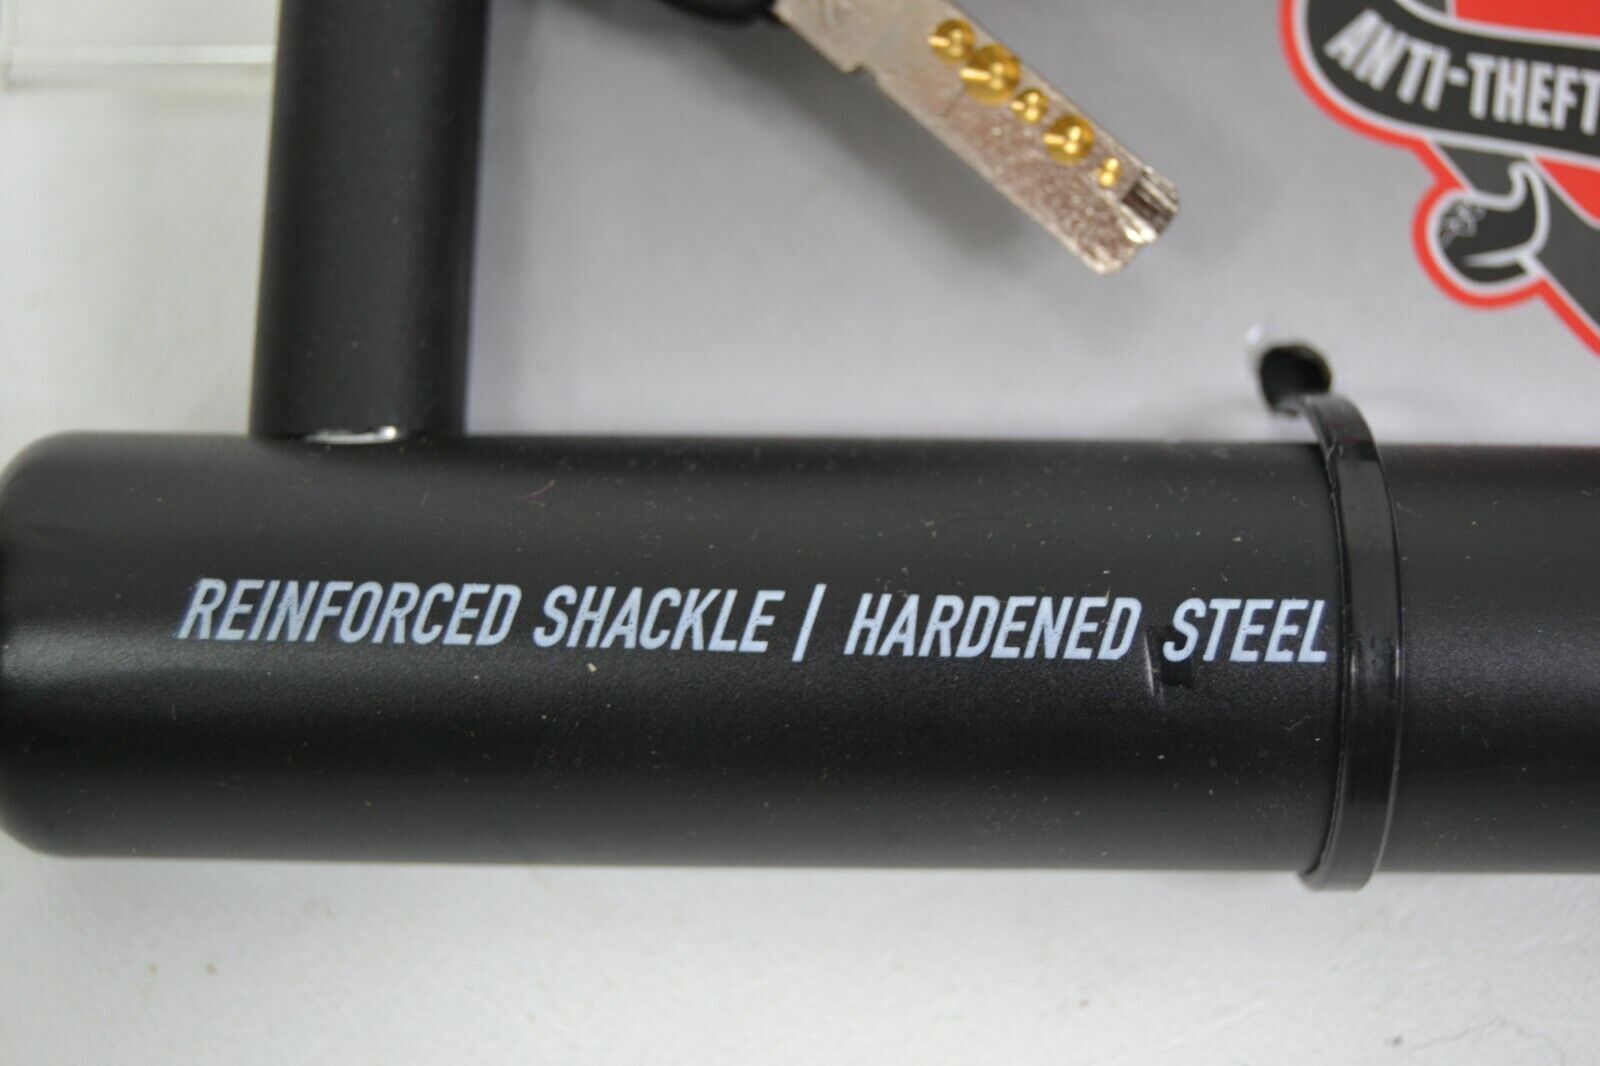 ANTI-THEFT
REINFORCED SHACKLE / HARDENED STEEL